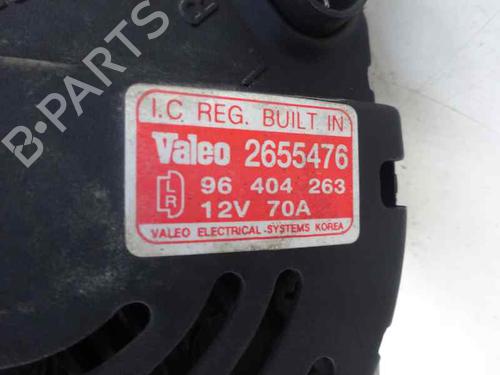 B-PARTS
I.C. REG. BUILT IN
Valeo 2655476
L R 96 404 263
12V 70A
VALEO ELECTRICAL-SYSTEMS KOREA